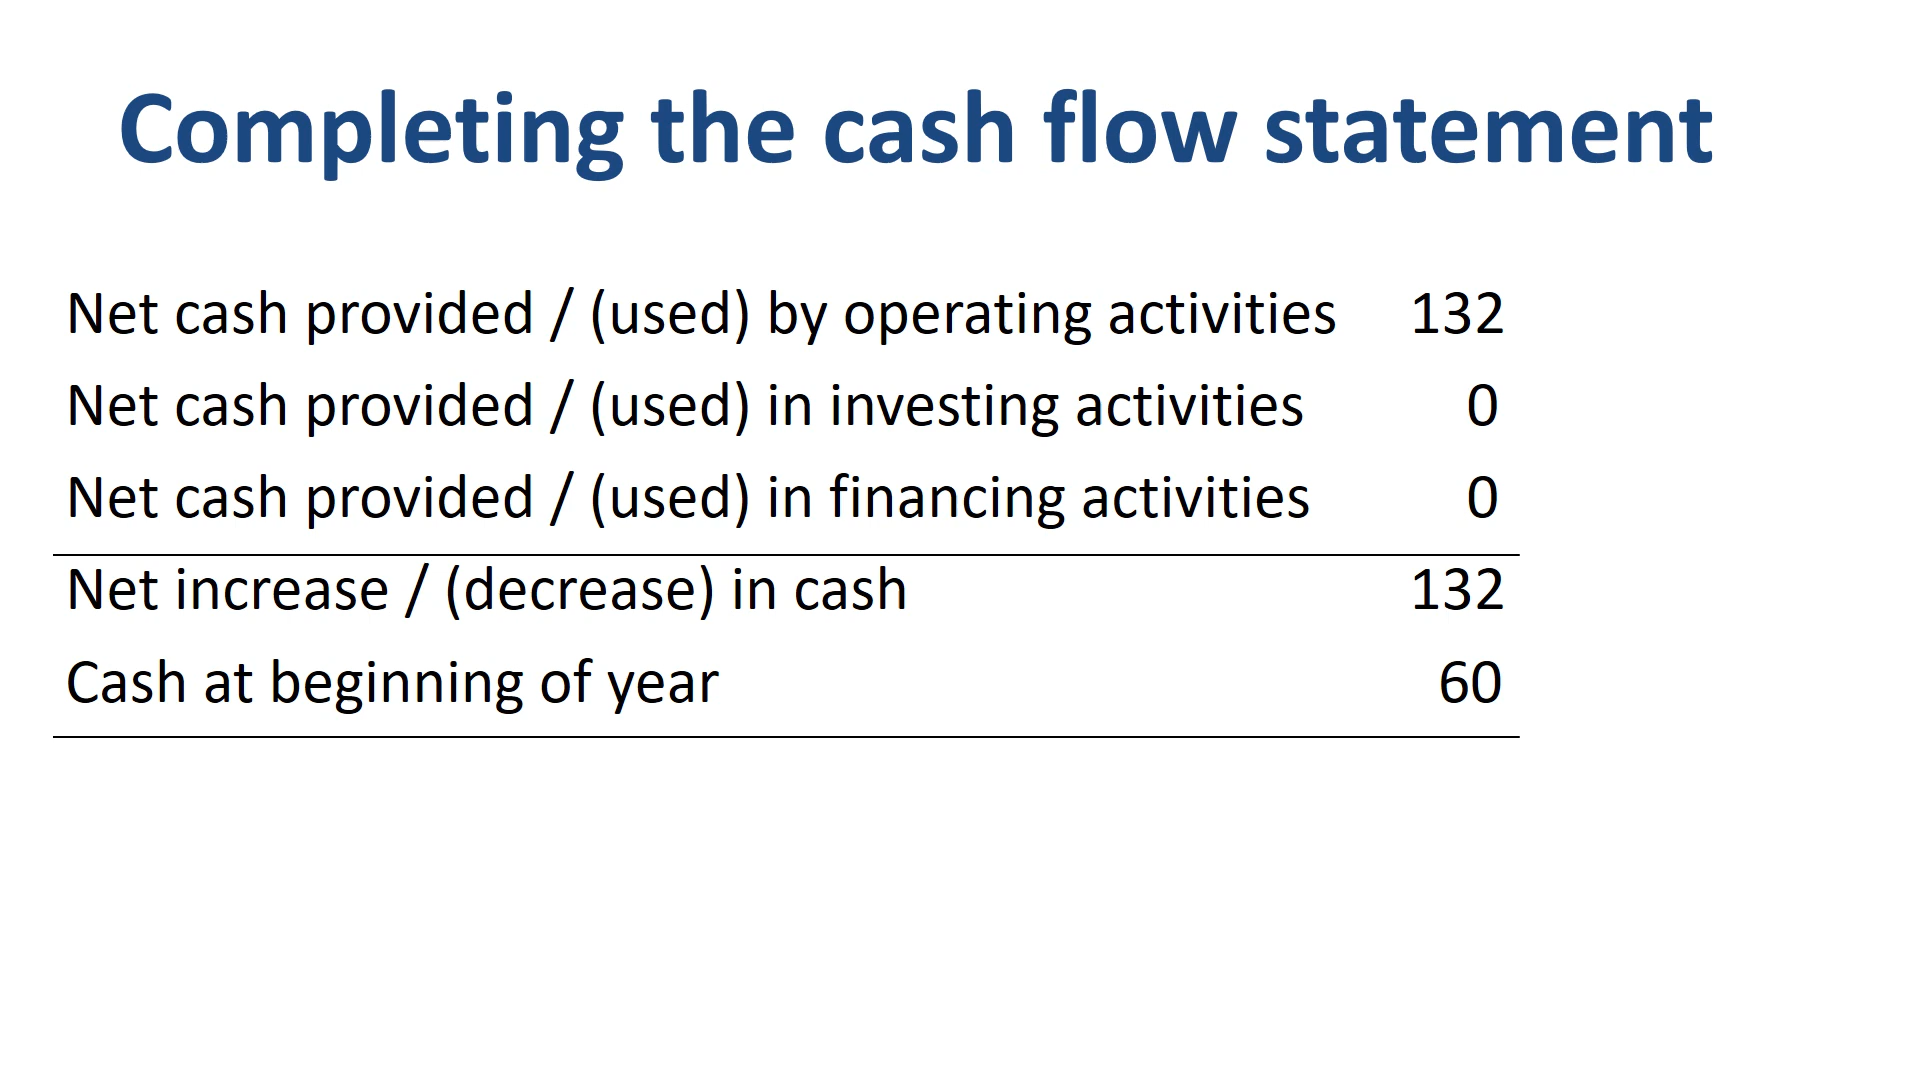 Completing the cash flow statement
Net cash provided / (used) by operating activities 132
Net cash provided / (used) in investing activities 0
Net cash provided / (used) in financing activities 0
Net increase / (decrease) in cash 132
Cash at beginning of year 60